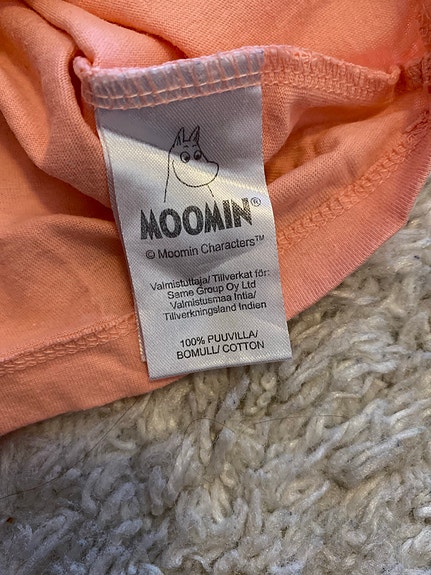 MOOMIN®
© Moomin Characters™
Valmistuttaja/ Tillverkat för:
Same Group Oy Ltd
Valmistusmaa Intia/
Tillverkningsland Indien
100% PUUVILLA/
BOMULL/ COTTON